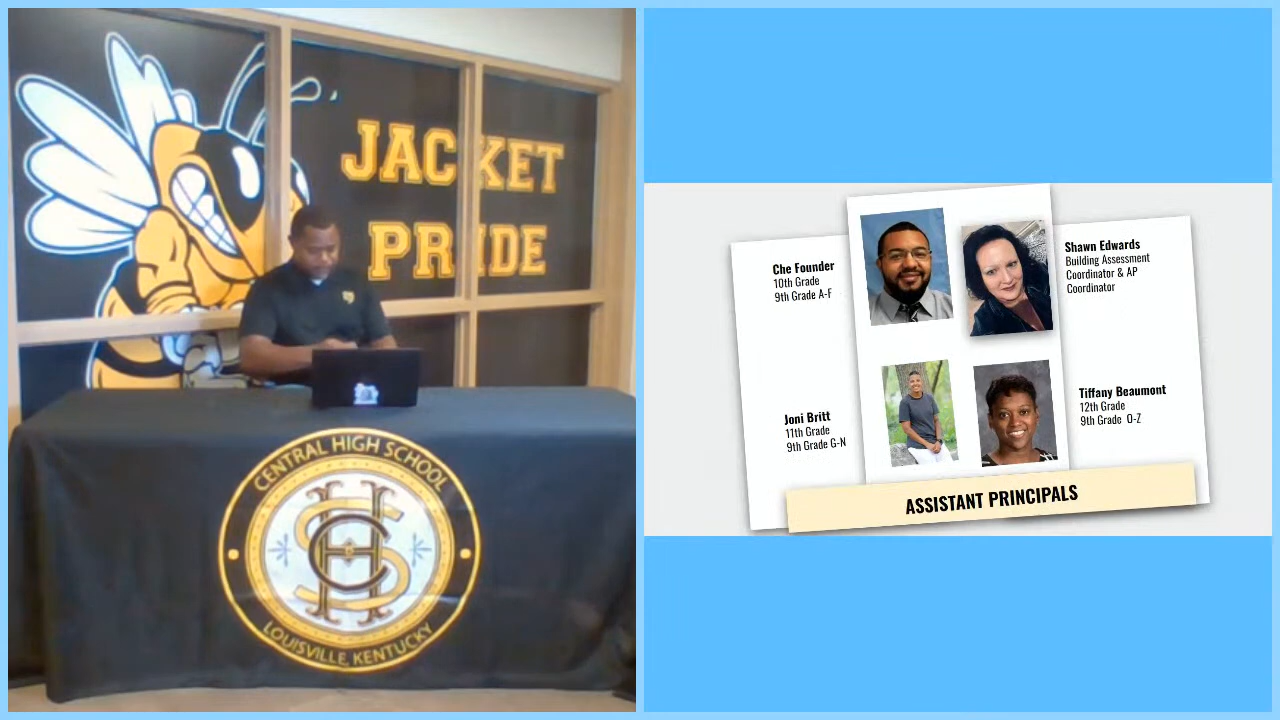 JACKET
PRIDE
CENTRAL HIGH SCHOOL
LOUISVILLE, KENTUCKY
Che Founder
10th Grade
9th Grade A-F
Shawn Edwards
Building Assessment
Coordinator & AP
Coordinator
Joni Britt
11th Grade
9th Grade G-N
Tiffany Beaumont
12th Grade
9th Grade O-Z
ASSISTANT PRINCIPALS